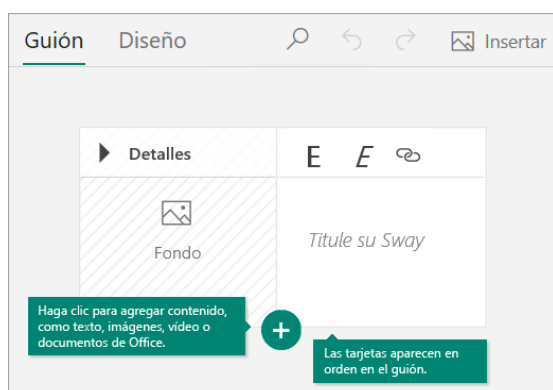 Guión Diseño Insertar
Detalles E E
Fondo
Titule su Sway
Haga clic para agregar contenido,
como texto, imágenes, vídeo o
documentos de Office.
Las tarjetas aparecen en
orden en el guión.